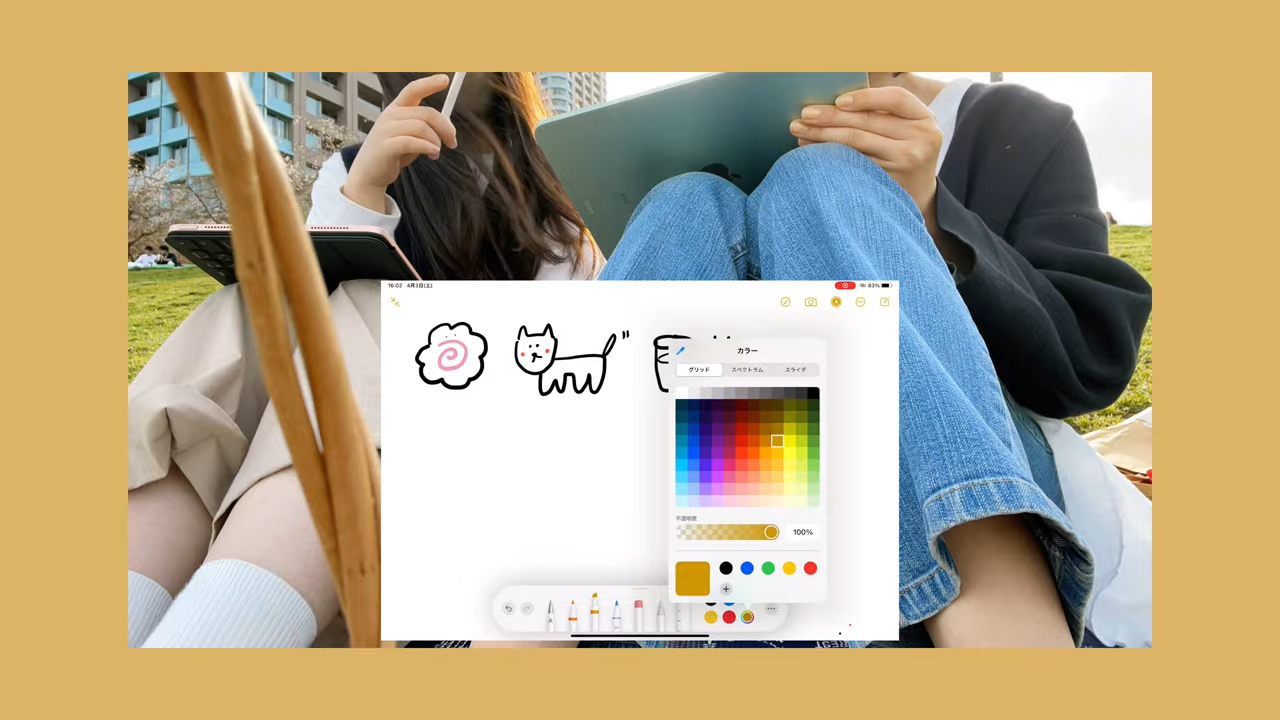 16:02 4月3日(土)
83%
カラー
グリッド スペクトラム スライダ
不透明度
100%